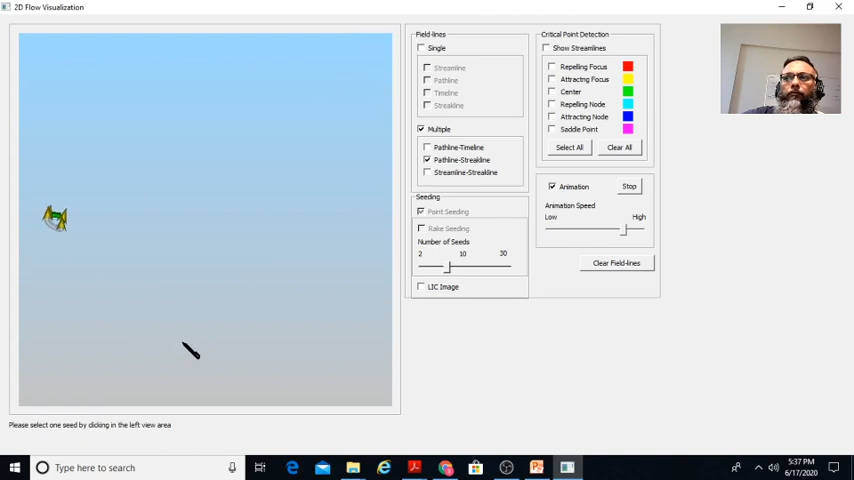 2D Flow Visualization
Field-lines
Single
Streamline
Pathline
Timeline
Streakline
Multiple
Pathline-Timeline
Pathline-Streakline
Streamline-Streakline
Seeding
Point Seeding
Rake Seeding
Number of Seeds
2 10 30
LIC Image
Critical Point Detection
Show Streamlines
Repelling Focus
Attractng Focus
Center
Repelling Node
Attracting Node
Saddle Point
Select All Clear All
Animation Stop
Animation Speed
Low High
Clear Field-lines
Please select one seed by clicking in the left view area
Type here to search
5:37 PM
6/17/2020